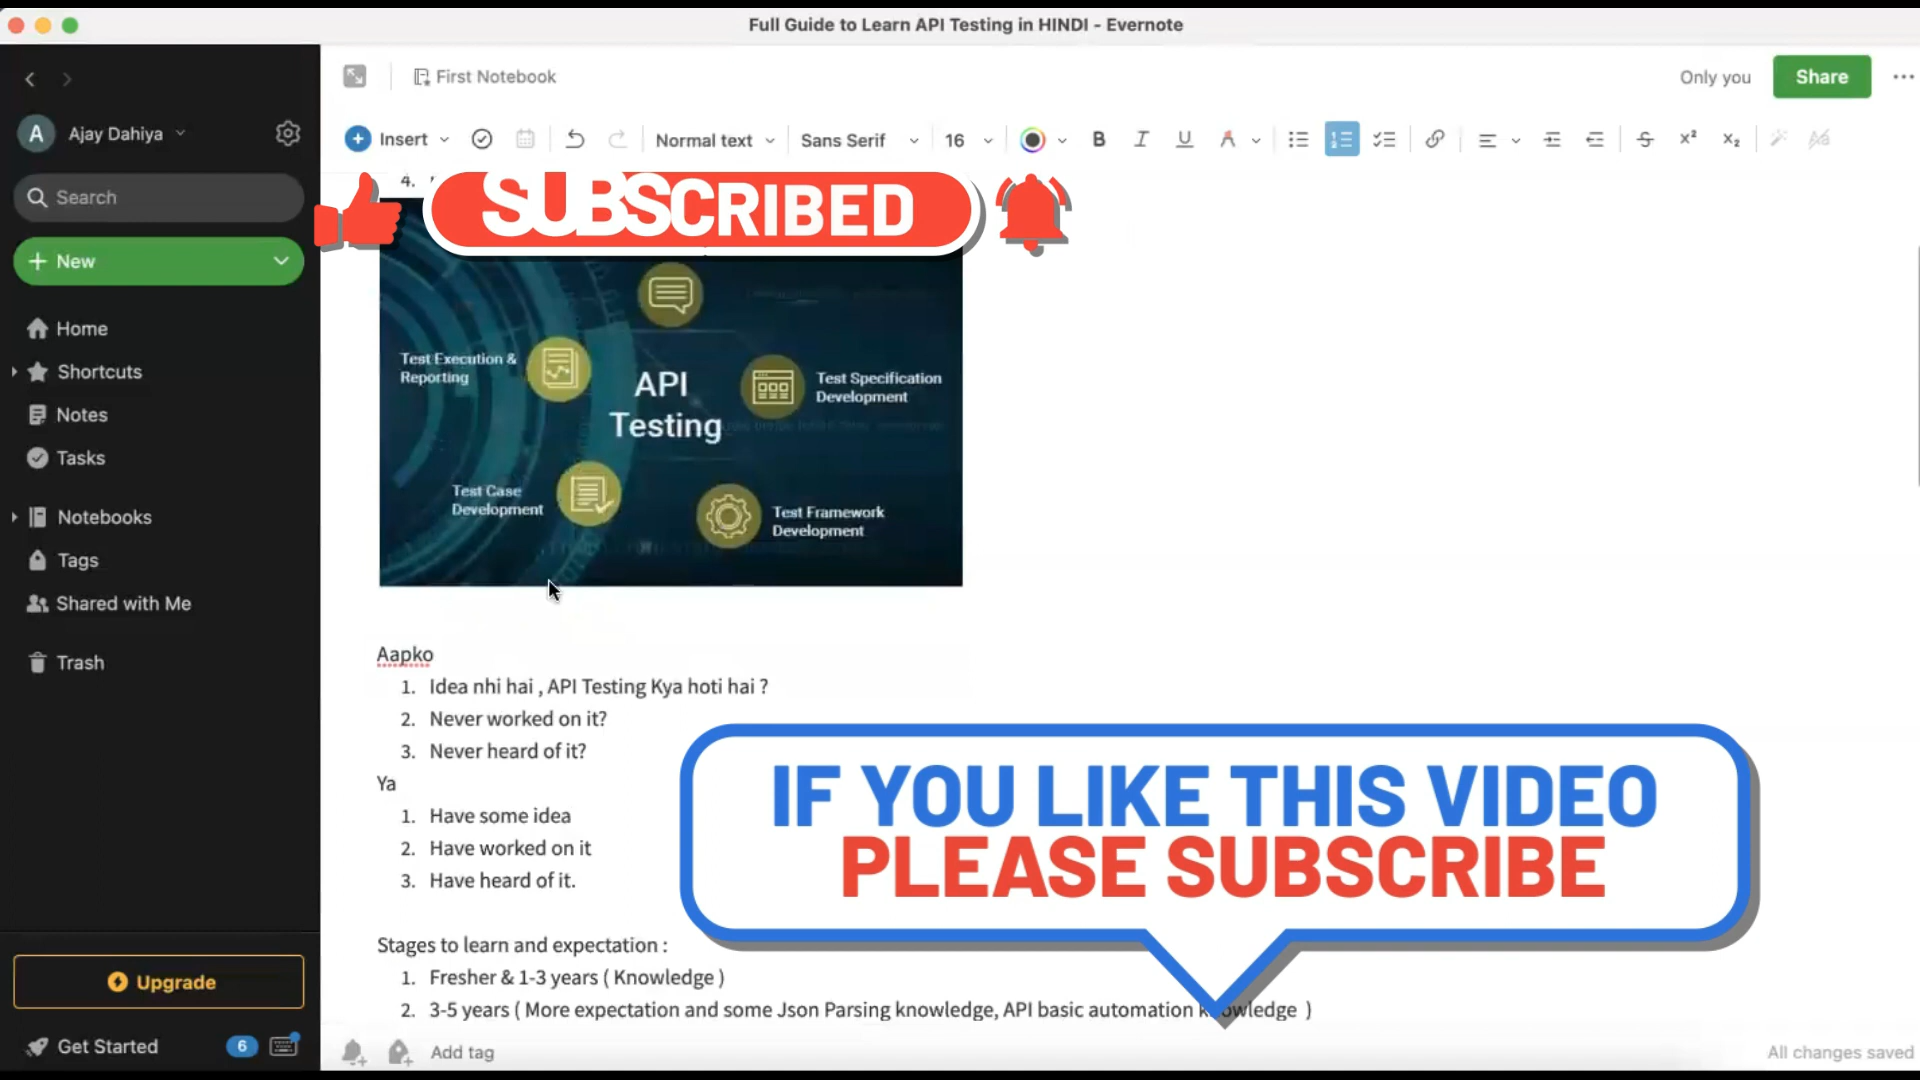 Full Guide to Learn API Testing in HINDI - Evernote
First Notebook
Only you
Share
A
Ajay Dahiya
Insert
Normal text
Sans Serif
16
Search
4.
SUBSCRIBED
New
Home
Shortcuts
Notes
Tasks
Notebooks
Tags
Shared with Me
Trash
Test Execution &
Reporting
API
Testing
Test Specification
Development
Test Case
Development
Test Framework
Development
Aapko
1. Idea nhi hai , API Testing Kya hoti hai ?
2. Never worked on it?
3. Never heard of it?
Ya
1. Have some idea
2. Have worked on it
3. Have heard of it.
IF YOU LIKE THIS VIDEO
PLEASE SUBSCRIBE
Stages to learn and expectation :
1. Fresher & 1-3 years ( Knowledge )
2. 3-5 years ( More expectation and some Json Parsing knowledge, API basic automation knowledge )
Upgrade
Get Started
6
Add tag
All changes saved